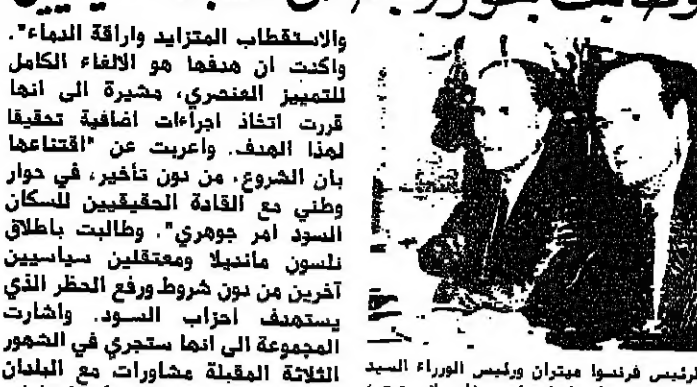 والاستقطاب المتزايد واراقة الدماء".
واكنت ان هدفها هو الالغاء الكامل
للتمييز العنصري، مشيرة الى انها
قررت اتخاذ اجراءات اضافية تحقيقا
لهذا الهدف. واعربت عن "اقتناعها
بأن الشروع، من دون تأخير، في حوار
وطني مع القادة الحقيقيين للسكان
السود امر جوهري". وطالبت باطلاق
نلسون مانديلا ومعتقلين سياسيين
آخرين من دون شروط ورفع الحظر الذي
يستهدف احزاب السود. واشارت
المجموعة الى انها ستجري في الشهور
الثلاثة المقبلة مشاورات مع البلدان
الرئيس فرنسوا ميتران ورئيس الوزراء السيد